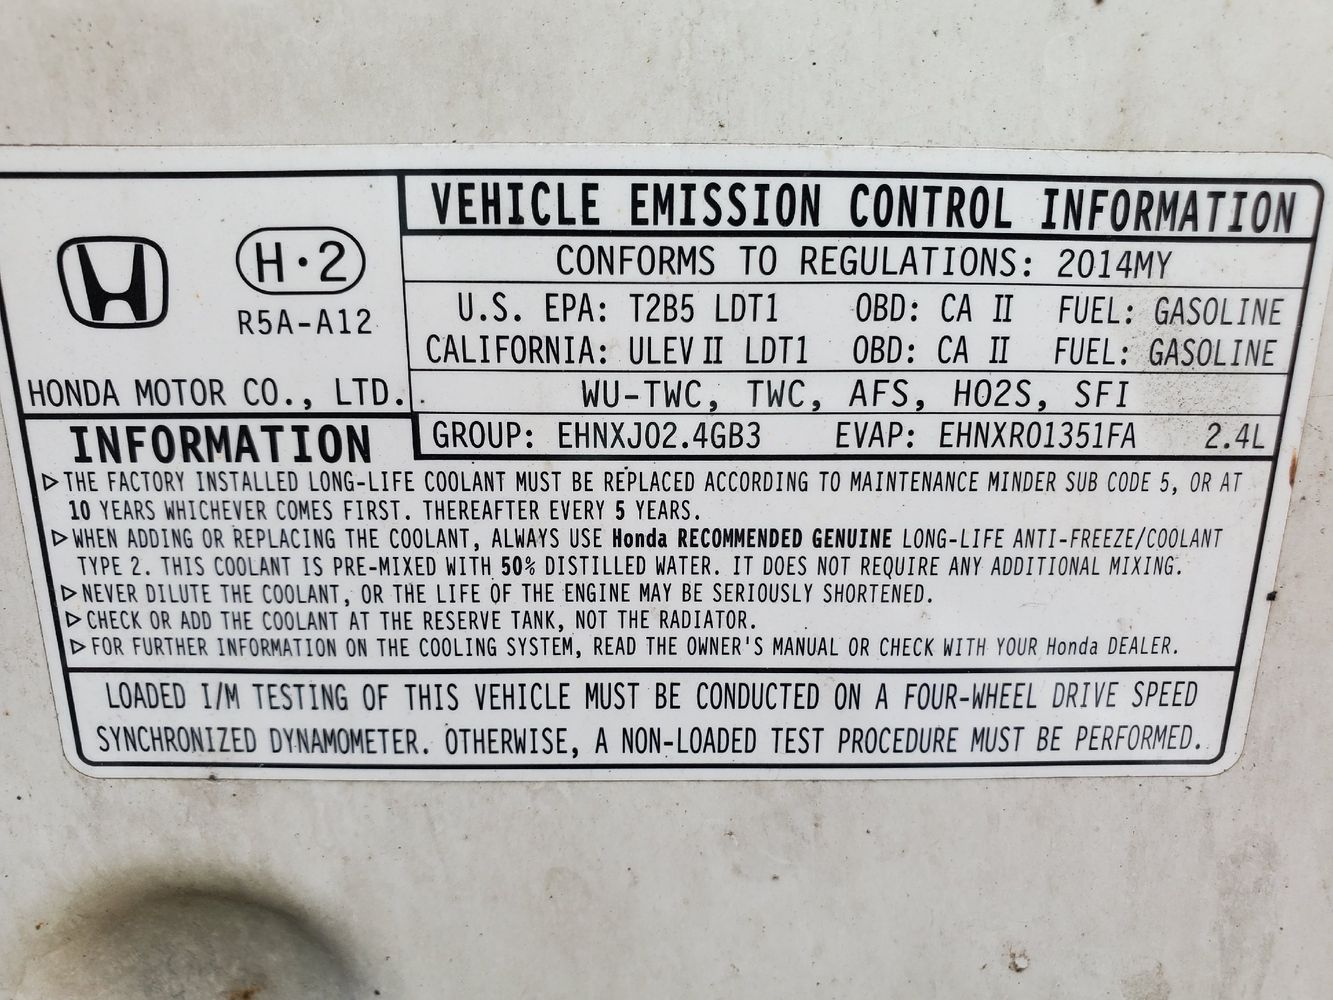 VEHICLE EMISSION CONTROL INFORMATION
H·2
R5A-A12
HONDA MOTOR CO., LTD.
CONFORMS TO REGULATIONS: 2014MY
U.S. EPA: T2B5 LDT1 OBD: CA II FUEL: GASOLINE
CALIFORNIA: ULEV II LDT1 OBD: CA II FUEL: GASOLINE
WU-TWC, TWC, AFS, HO2S, SFI
GROUP: EHNXJ02.4GB3 EVAP: EHNXR0135IFA 2.4L
INFORMATION
▷THE FACTORY INSTALLED LONG-LIFE COOLANT MUST BE REPLACED ACCORDING TO MAINTENANCE MINDER SUB CODE 5, OR AT
10 YEARS WHICHEVER COMES FIRST. THEREAFTER EVERY 5 YEARS.
▷WHEN ADDING OR REPLACING THE COOLANT, ALWAYS USE Honda RECOMMENDED GENUINE LONG-LIFE ANTI-FREEZE/COOLANT
TYPE 2. THIS COOLANT IS PRE-MIXED WITH 50% DISTILLED WATER. IT DOES NOT REQUIRE ANY ADDITIONAL MIXING.
▷NEVER DILUTE THE COOLANT, OR THE LIFE OF THE ENGINE MAY BE SERIOUSLY SHORTENED.
▷CHECK OR ADD THE COOLANT AT THE RESERVE TANK, NOT THE RADIATOR.
▷FOR FURTHER INFORMATION ON THE COOLING SYSTEM, READ THE OWNER'S MANUAL OR CHECK WITH YOUR Honda DEALER.
LOADED I/M TESTING OF THIS VEHICLE MUST BE CONDUCTED ON A FOUR-WHEEL DRIVE SPEED
SYNCHRONIZED DYNAMOMETER. OTHERWISE, A NON-LOADED TEST PROCEDURE MUST BE PERFORMED.